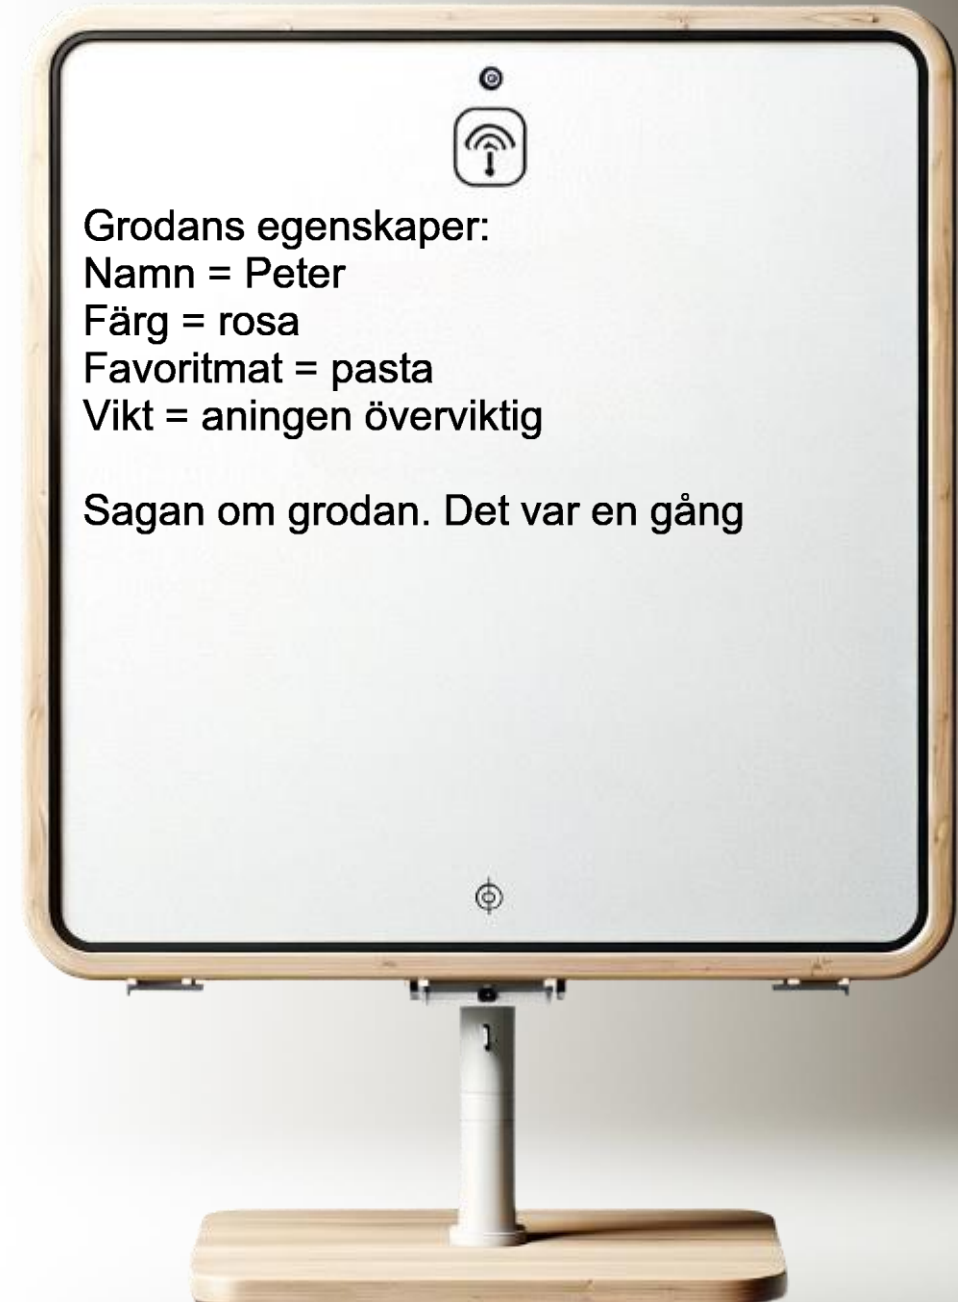 Grodans egenskaper:
Namn = Peter
Färg = rosa
Favoritmat = pasta
Vikt = aningen överviktig
Sagan om grodan. Det var en gång